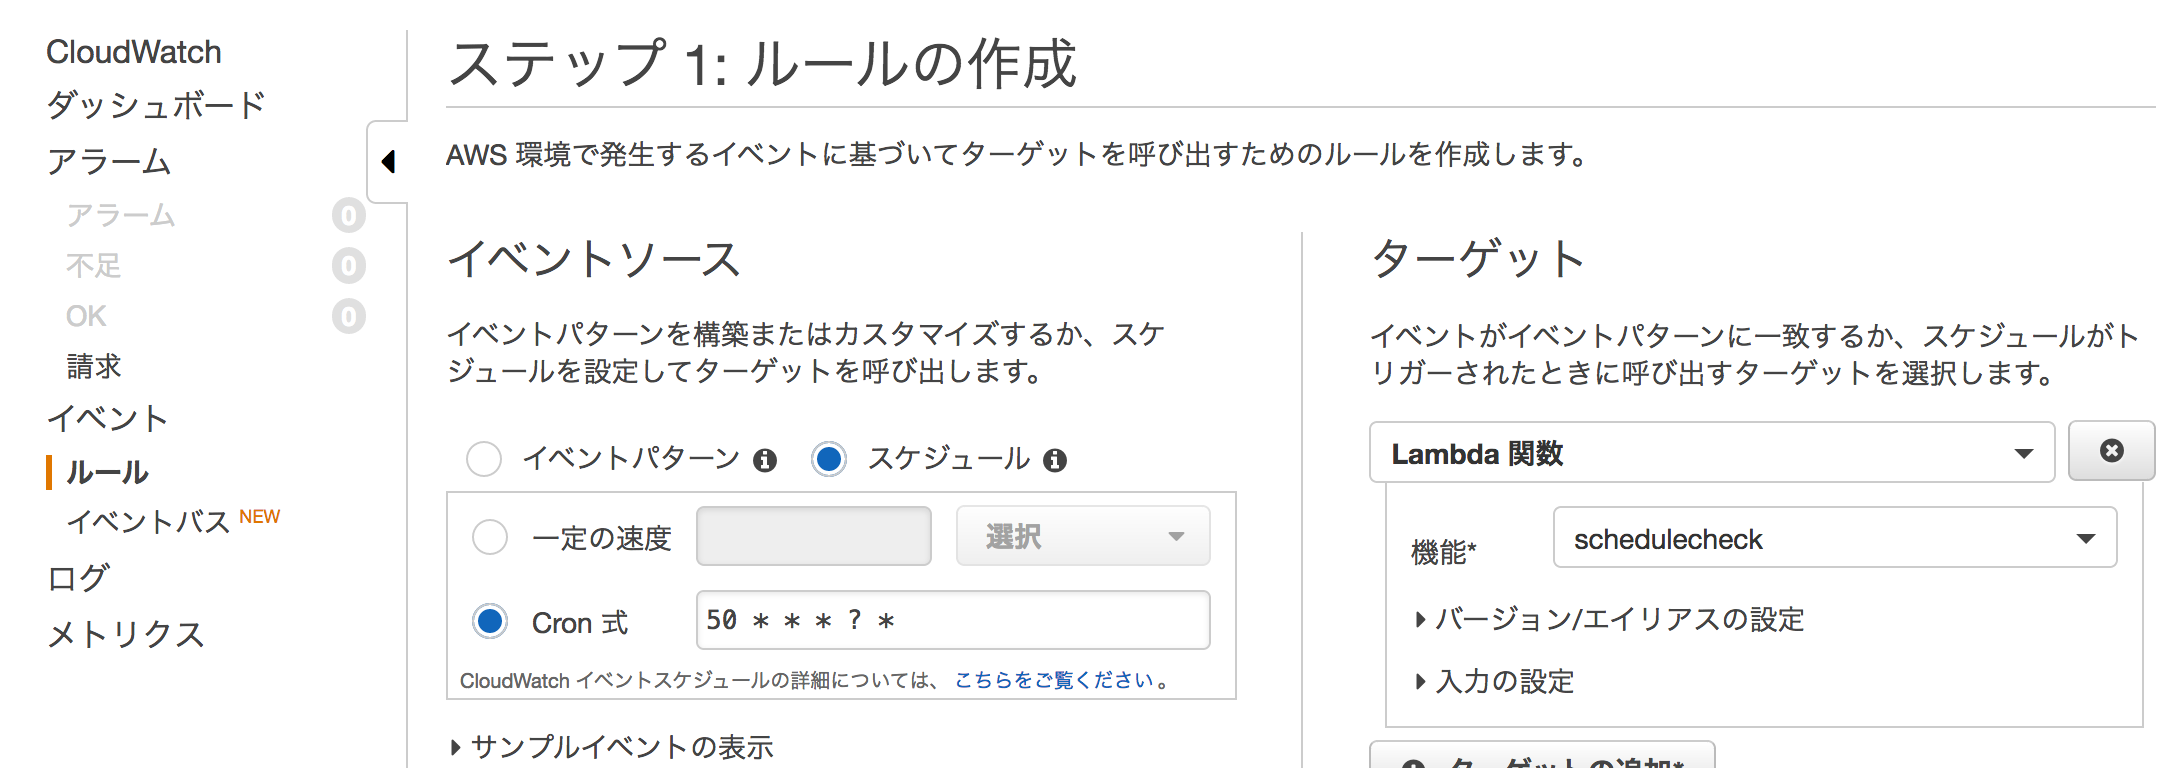 CloudWatch
ダッシュボード
アラーム
アラーム 0
不足 0
OK 0
請求
イベント
ルール
イベントバス NEW
ログ
メトリクス
ステップ 1: ルールの作成
AWS 環境で発生するイベントに基づいてターゲットを呼び出すためのルールを作成します。
イベントソース
イベントパターンを構築またはカスタマイズするか、スケ
ジュールを設定してターゲットを呼び出します。
イベントパターン スケジュール
一定の速度 選択
Cron 式 50 * * * ? *
CloudWatch イベントスケジュールの詳細については、 こちらをご覧ください 。
サンプルイベントの表示
ターゲット
イベントがイベントパターンに一致するか、スケジュールがト
リガーされたときに呼び出すターゲットを選択します。
Lambda 関数
機能* schedulecheck
バージョン/エイリアスの設定
入力の設定
ターゲットの追加*